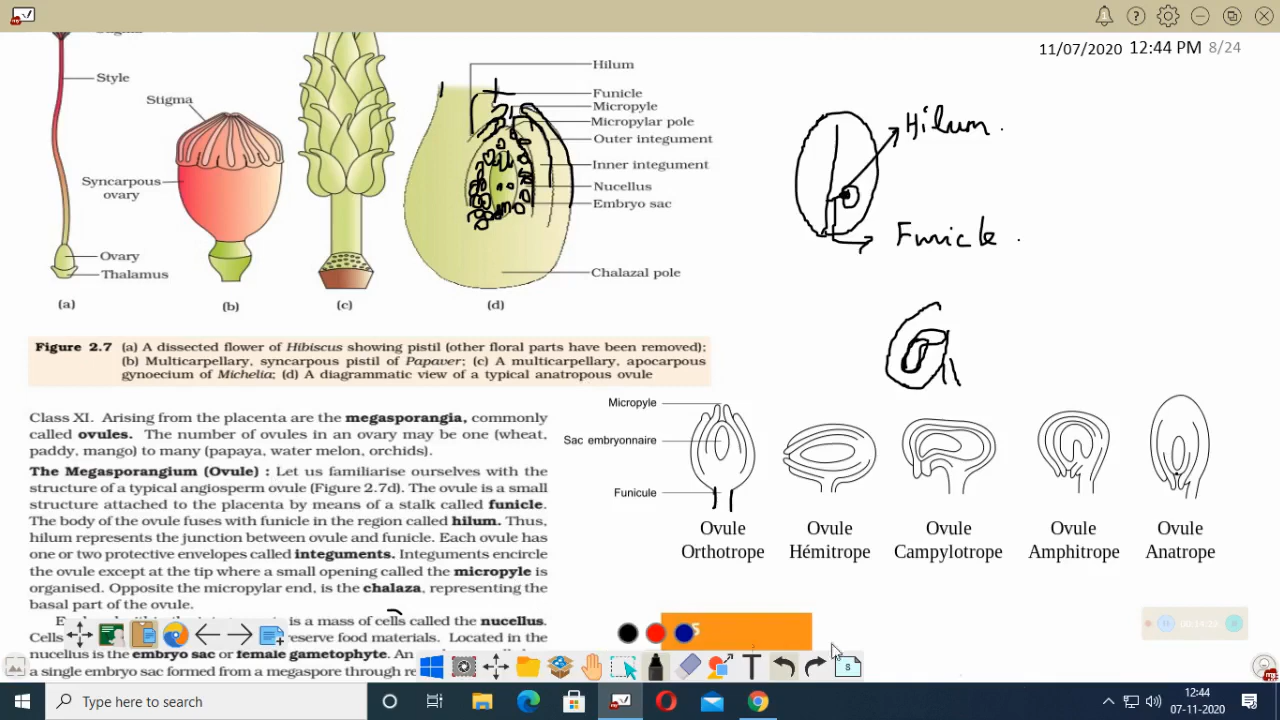 11/07/2020 12:44 PM 8/24
Style
Stigma
Syncarpous
ovary
Ovary
Thalamus
Hilum
Funicle
Micropyle
Micropylar pole
Outer integument
Inner integument
Nucellus
Embryo sac
Chalazal pole
(a)
(b)
(c)
(d)
Hilum
Funicle
Figure 2.7 (a) A dissected flower of Hibiscus showing pistil (other floral parts have been removed);
(b) Multicarpellary, syncarpous pistil of Papaver; (c) A multicarpellary, apocarpous
gynoecium of Michelia; (d) A diagrammatic view of a typical anatropous ovule
Class XI. Arising from the placenta are the megasporangia, commonly
called ovules. The number of ovules in an ovary may be one (wheat,
paddy, mango) to many (papaya, water melon, orchids).
The Megasporangium (Ovule) : Let us familiarise ourselves with the
structure of a typical angiosperm ovule (Figure 2.7d). The ovule is a small
structure attached to the placenta by means of a stalk called funicle.
The body of the ovule fuses with funicle in the region called hilum. Thus,
hilum represents the junction between ovule and funicle. Each ovule has
one or two protective envelopes called integuments. Integuments encircle
the ovule except at the tip where a small opening called the micropyle is
organised. Opposite the micropylar end, is the chalaza, representing the
basal part of the ovule.
is a mass of cells called the nucellus.
Cells reserve food materials. Located in the
nucellus is the embryo sac or female gametophyte. An
a single embryo sac formed from a megaspore through
Micropyle
Sac embryonnaire
Funicule
Ovule
Orthotrope
Ovule
Hémitrope
Ovule
Campylotrope
Ovule
Amphitrope
Ovule
Anatrope
5
T
s
Type here to search
12:44
07-11-2020